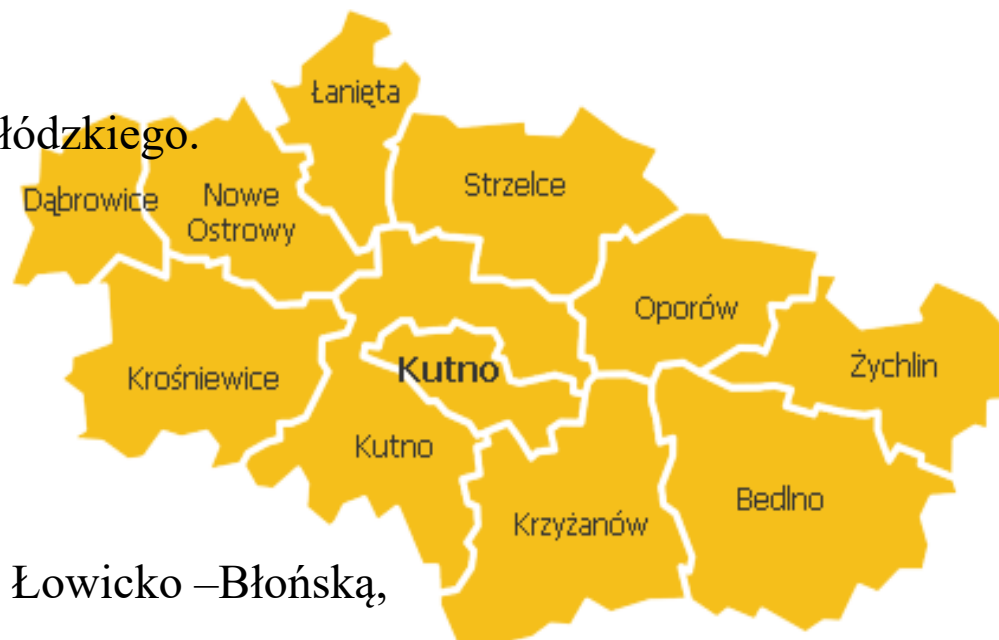 Łanięta
łódzkiego.
Strzelce
Dąbrowice
Nowe
Ostrowy
Oporów
Żychlin
Kutno
Krośniewice
Kutno
Bedlno
Krzyżanów
Łowicko –Błońską,